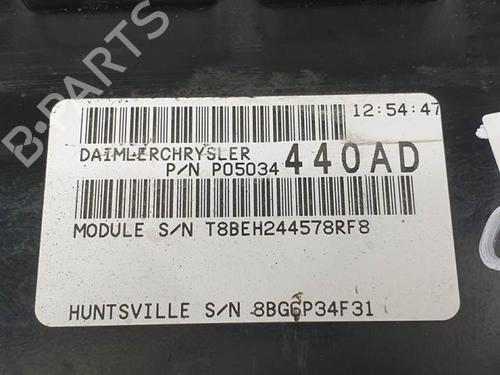 B-PARTS
12:54:47
DAIMLERCHRYSLER
P/N P05034 440AD
MODULE S/N T8BEH244578RF8
HUNTSVILLE S/N 8BG6P34F31